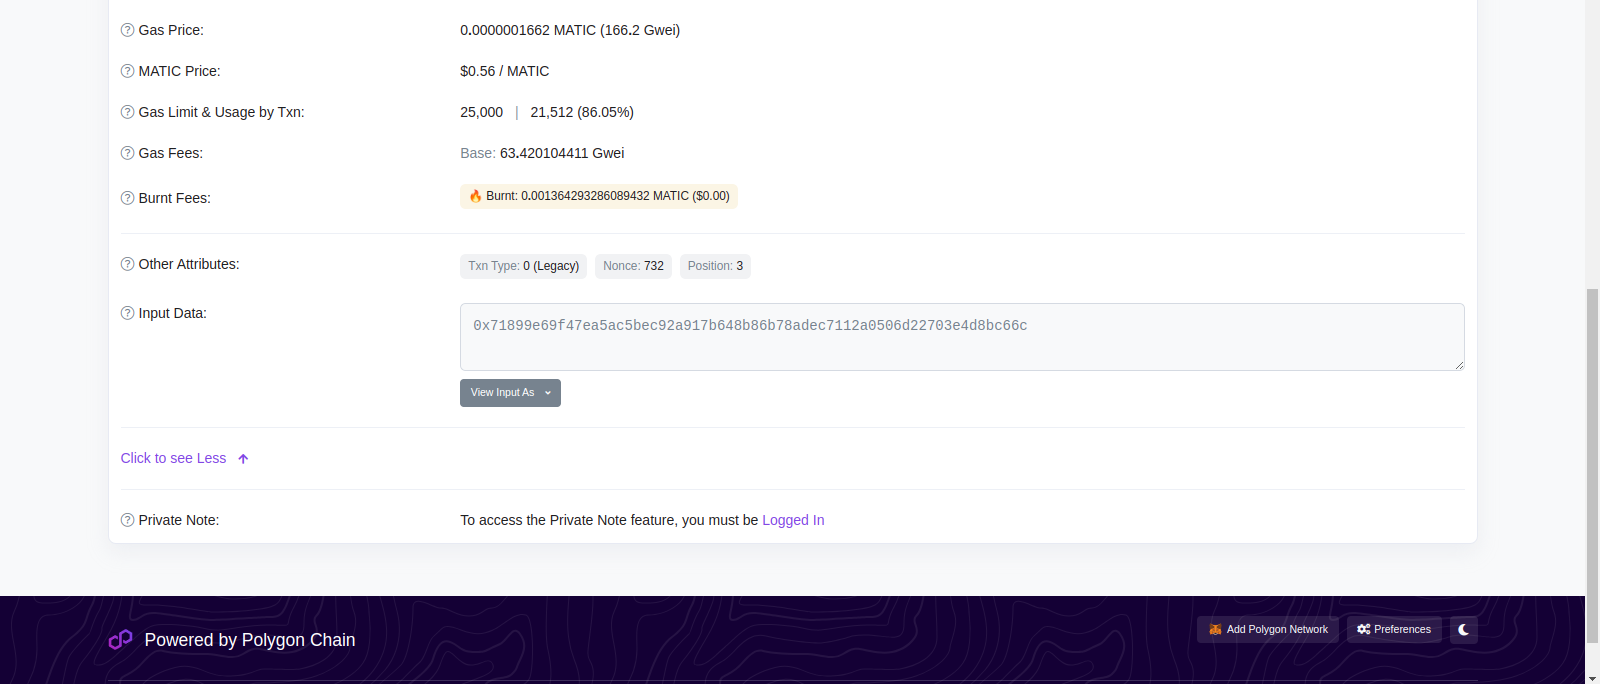 Gas Price: 0.0000001662 MATIC (166.2 Gwei)
MATIC Price: $0.56 / MATIC
Gas Limit & Usage by Txn: 25,000 | 21,512 (86.05%)
Gas Fees: Base: 63.420104411 Gwei
Burnt Fees: 🔥 Burnt: 0.001364293286089432 MATIC ($0.00)
Other Attributes: Txn Type: 0 (Legacy) Nonce: 732 Position: 3
Input Data: 0x71899e69f47ea5ac5bec92a917b648b86b78adec7112a0506d22703e4d8bc66c
View Input As
Click to see Less
Private Note: To access the Private Note feature, you must be Logged In
Powered by Polygon Chain Add Polygon Network Preferences